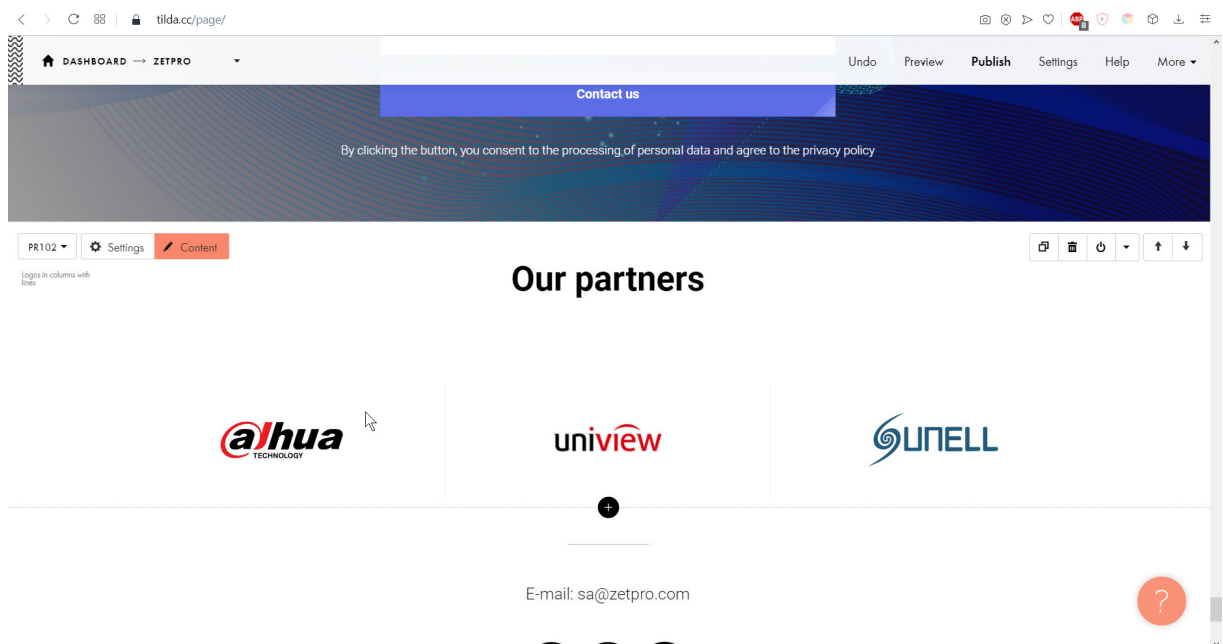 tilda.cc/page/
ABP
8
DASHBOARD → ZETPRO
Undo Preview Publish Settings Help More
Contact us
By clicking the button, you consent to the processing of personal data and agree to the privacy policy
PR102 Settings Content
Logos in columns with
lines
Our partners
alhua
TECHNOLOGY
uniview
SUNELL
+
E-mail: sa@zetpro.com
?